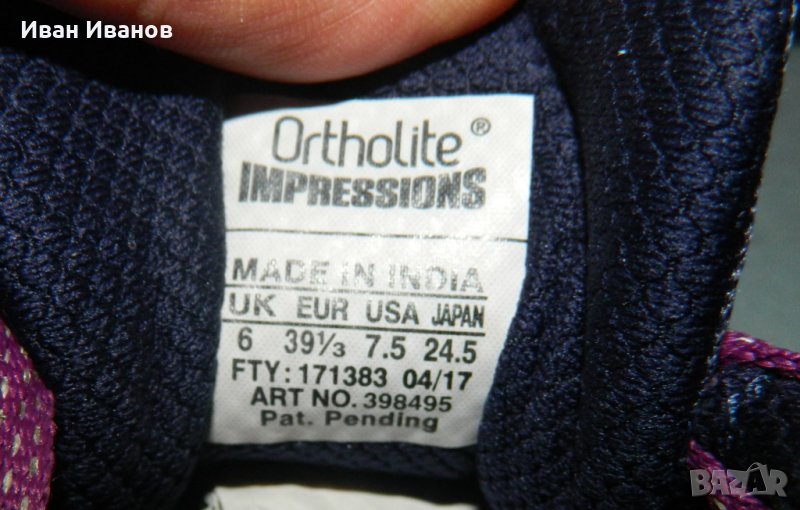 Иван Иванов
Ortholite®
IMPRESSIONS
MADE IN INDIA
UK EUR USA JAPAN
6 39⅓ 7.5 24.5
FTY: 171383 04/17
ART NO. 398495
Pat. Pending
BAZAR